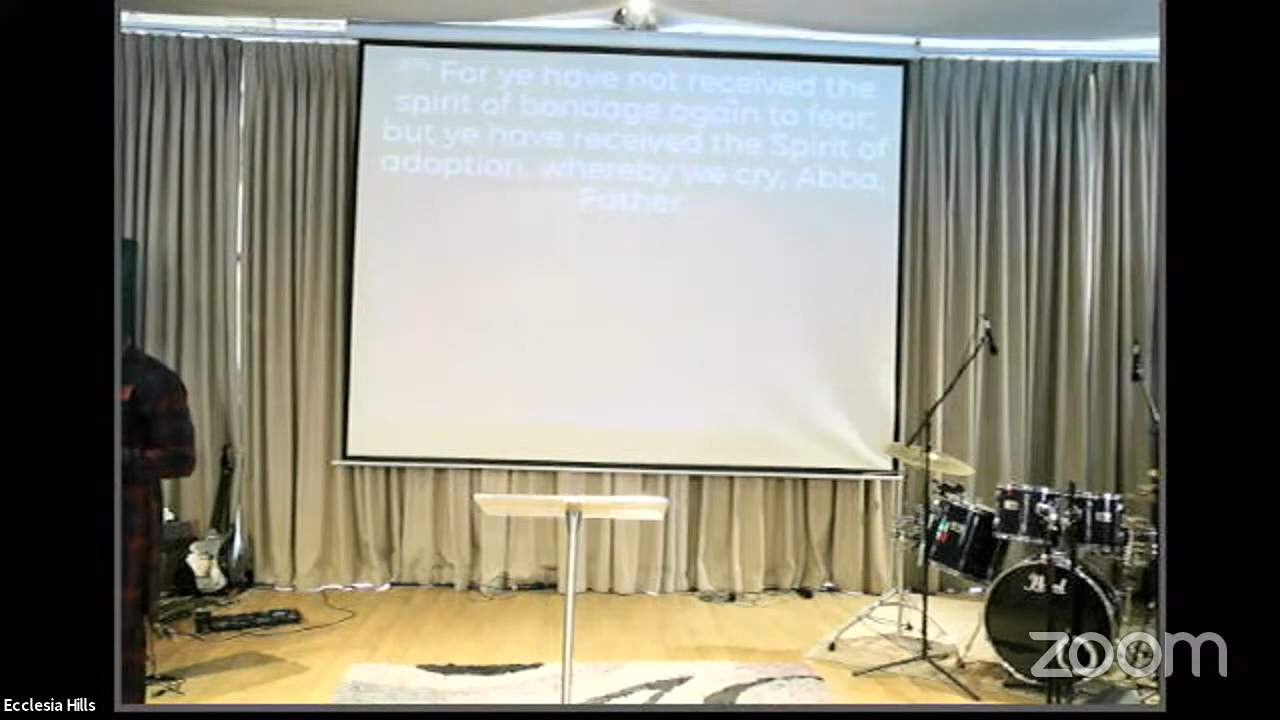 For ye have not received the
spirit of bondage again to fear;
but ye have received the Spirit of
adoption, whereby we cry, Abba,
Father.
zoom
Ecclesia Hills